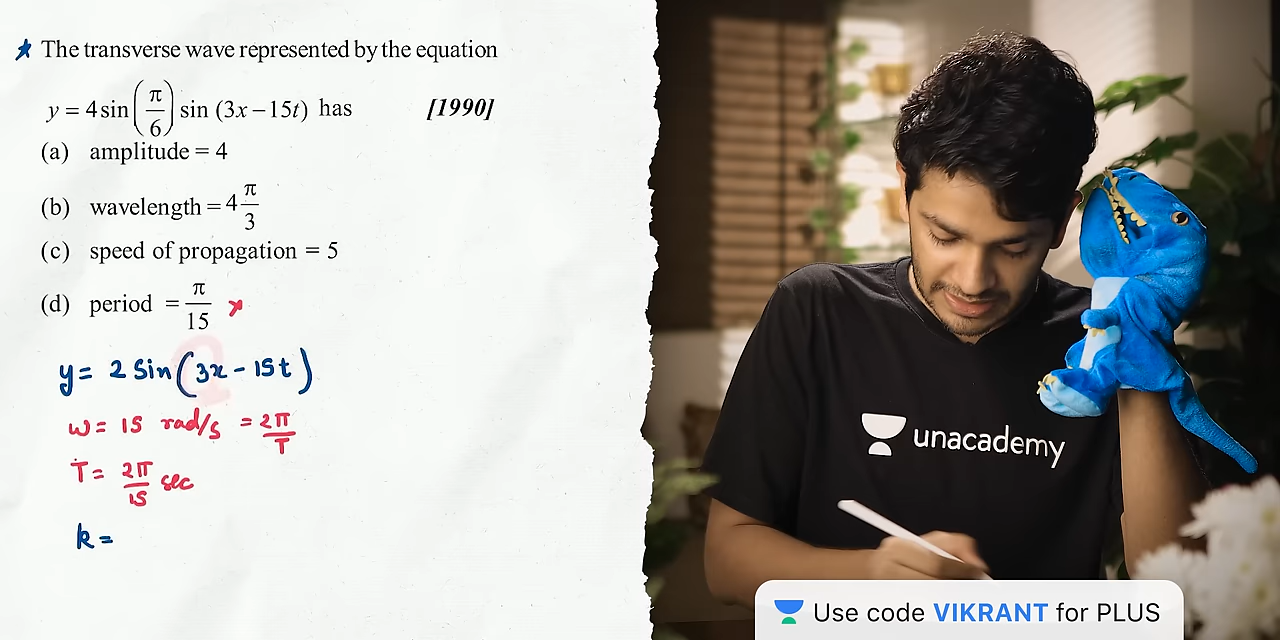 ★ The transverse wave represented by the equation
y = 4 sin (π/6) sin (3x – 15t) has [1990]
(a) amplitude = 4
(b) wavelength = 4 π/3
(c) speed of propagation = 5
(d) period = π/15 ×
y = 2 sin (3x - 15t)
ω = 15 rad/s = 2π/T
T = 2π/15 sec
k =
unacademy
Use code VIKRANT for PLUS